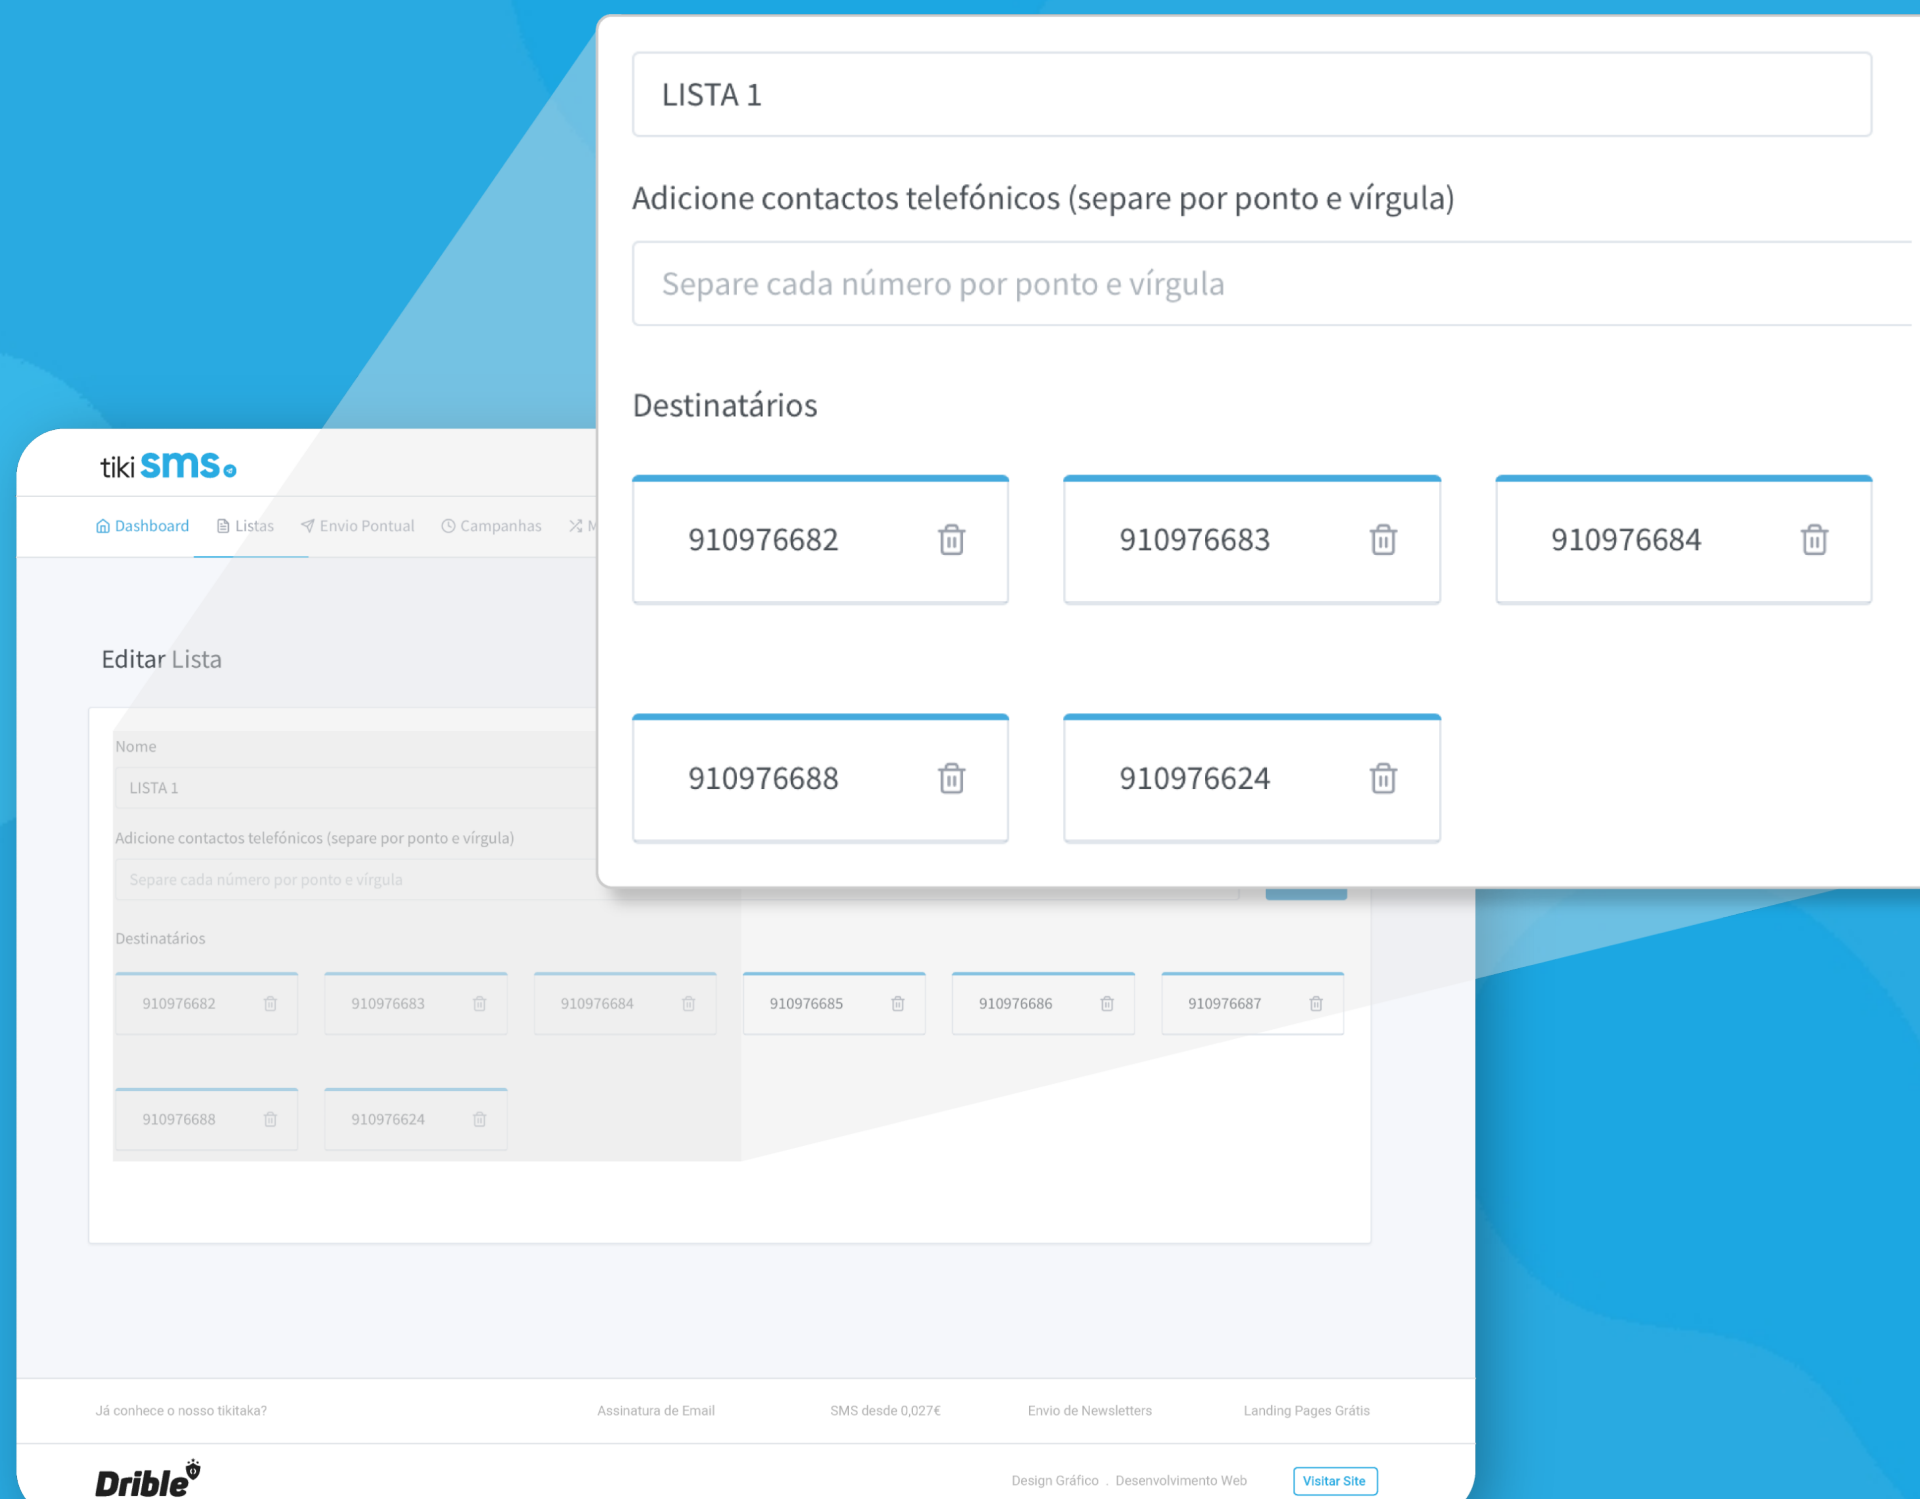 LISTA 1
Adicione contactos telefónicos (separe por ponto e vírgula)
Separe cada número por ponto e vírgula
Destinatários
910976682 910976683 910976684
910976688 910976624
tiki sms
Dashboard Listas Envio Pontual Campanhas
Editar Lista
Nome
LISTA 1
Adicione contactos telefónicos (separe por ponto e vírgula)
Separe cada número por ponto e vírgula
Destinatários
910976682 910976683 910976684 910976685 910976686 910976687
910976688 910976624
Já conhece o nosso tikitaka? Assinatura de Email SMS desde 0,027€ Envio de Newsletters Landing Pages Grátis
Drible Design Gráfico . Desenvolvimento Web Visitar Site